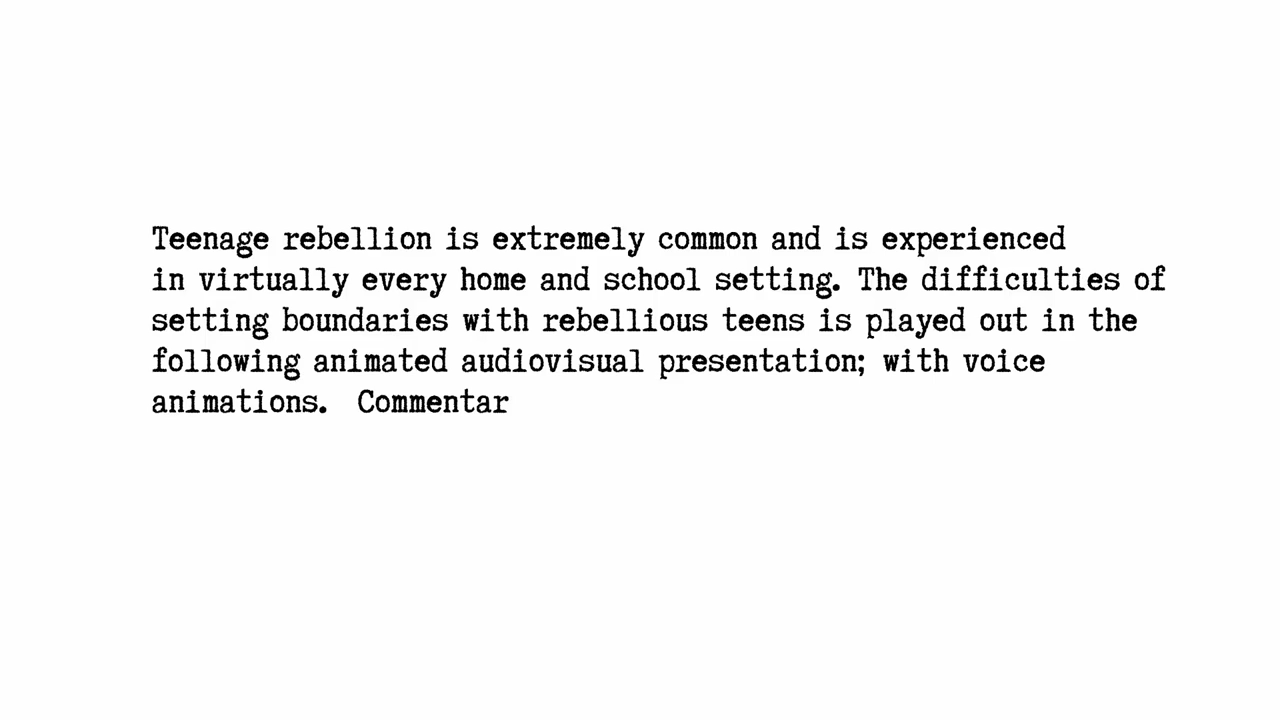 Teenage rebellion is extremely common and is experienced
in virtually every home and school setting. The difficulties of
setting boundaries with rebellious teens is played out in the
following animated audiovisual presentation; with voice
animations.  Commentar